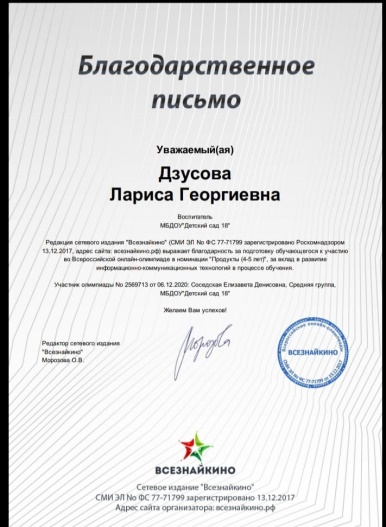 Благодарственное
письмо
Уважаемый(ая)
Дзусова
Лариса Георгиевна
Воспитатель
МБДОУ"Детский сад 18"
Редакция сетевого издания "Всезнайкино" (СМИ ЭЛ No ФС 77-71799 зарегистрировано Роскомнадзором
13.12.2017, адрес сайта: всезнайкино.рф) выражает благодарность за подготовку обучающегося к участию
во Всероссийской онлайн-олимпиаде в номинации "Продукты (4-5 лет)", за вклад в развитие
информационно-коммуникационных технологий в процессе обучения.
Участник олимпиады No 2569713 от 06.12.2020: Соседская Елизавета Денисовна, Средняя группа,
МБДОУ"Детский сад 18"
Желаем Вам успехов!
Редактор сетевого издания
"Всезнайкино"
Морозова О.В.
ВСЕЗНАЙКИНО
ВСЕЗНАЙКИНО
Сетевое издание "Всезнайкино"
СМИ ЭЛ No ФС 77-71799 зарегистрировано 13.12.2017
Адрес сайта организатора: всезнайкино.рф